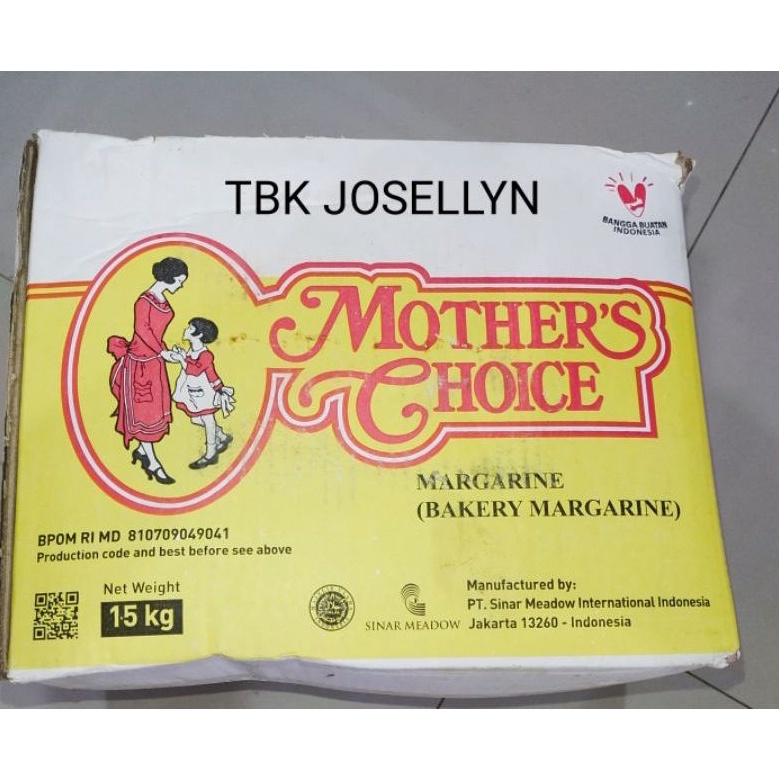 TBK JOSELLYN
BANGGA BUATAN
INDONESIA
MOTHER'S
CHOICE
MARGARINE
(BAKERY MARGARINE)
BPOM RI MD 810709049041
Production code and best before see above
Net Weight
15 kg
SINAR MEADOW
Manufactured by:
PT. Sinar Meadow International Indonesia
Jakarta 13260 - Indonesia